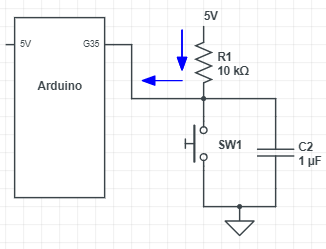 5V
5V
G35
R1
10 kΩ
Arduino
SW1
C2
1 µF